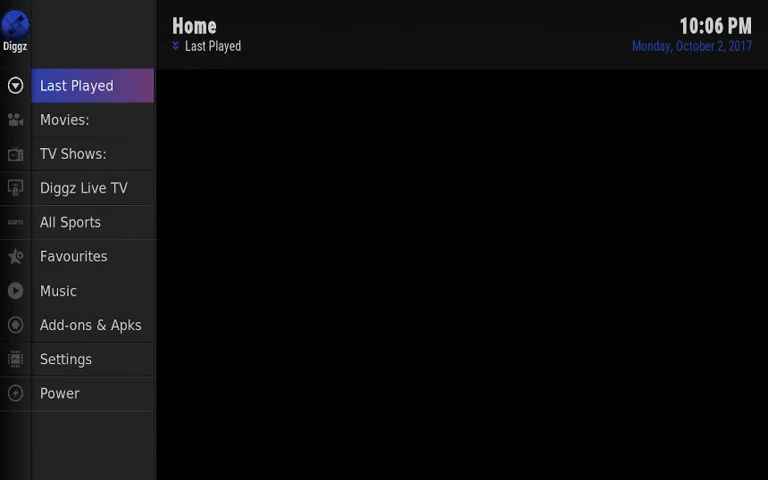 Diggz
Home
Last Played
10:06 PM
Monday, October 2, 2017
Last Played
Movies:
TV Shows:
Diggz Live TV
All Sports
Favourites
Music
Add-ons & Apks
Settings
Power